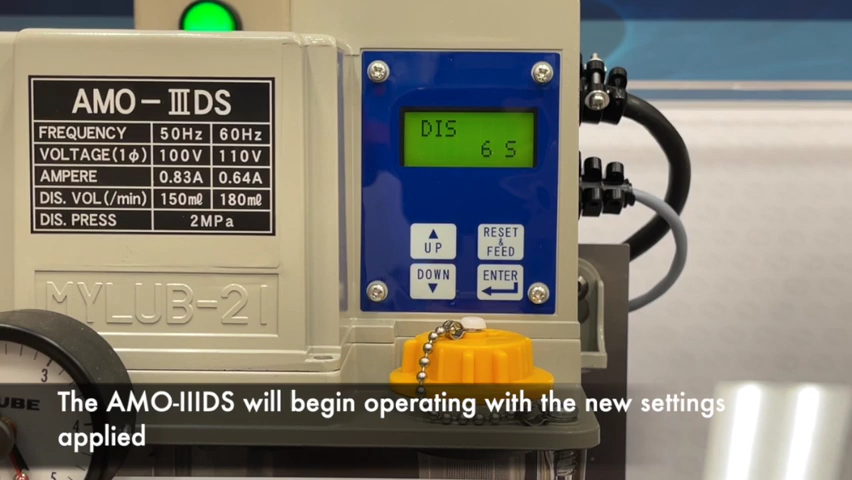 AMO-ⅢDS
FREQUENCY 50Hz 60Hz
VOLTAGE(1φ) 100V 110V
AMPERE 0.83A 0.64A
DIS. VOL(/min) 150mℓ 180mℓ
DIS. PRESS 2MPa
MYLUB-21
DIS
6 S
UP
RESET
&
FEED
DOWN
ENTER
3
UBE
5
The AMO-IIIDS will begin operating with the new settings
applied